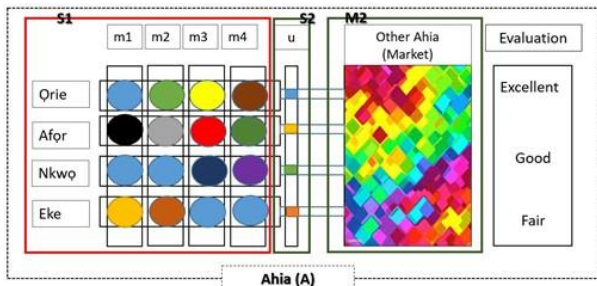 S1 S2 M2
m1 m2 m3 m4 u Other Ahia Evaluation
(Market)
Ọrie Excellent
Afọr
Nkwọ Good
Eke Fair
Ahia (A)